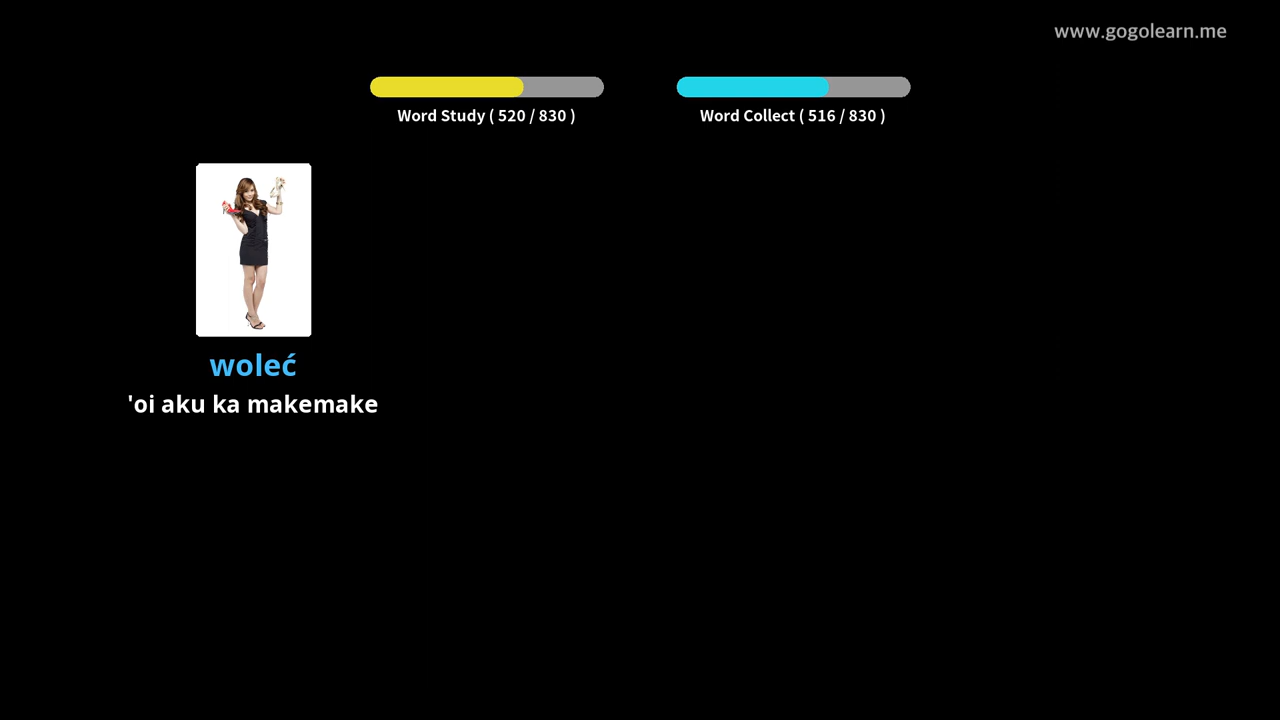 www.gogolearn.me
Word Study ( 520 / 830 )
Word Collect ( 516 / 830 )
woleć
'oi aku ka makemake